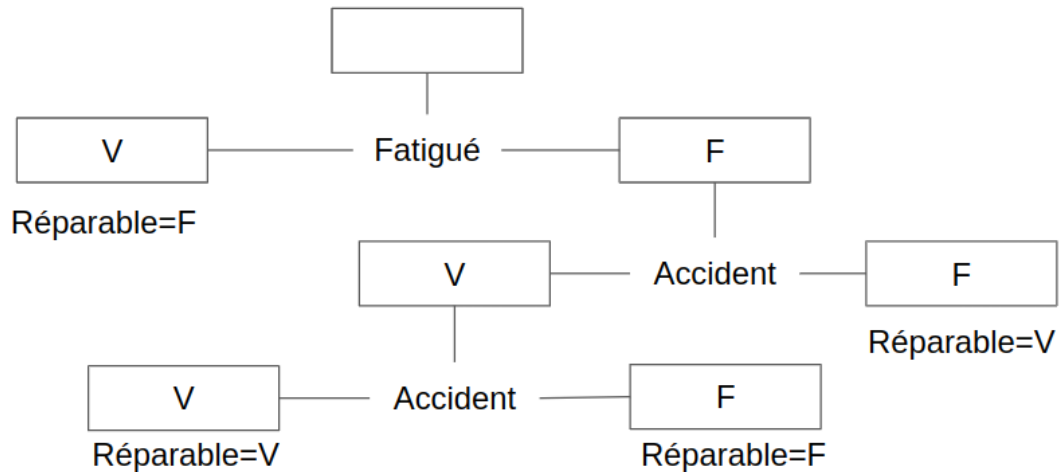 V
Fatigué
F
Réparable=F
V
Accident
F
Réparable=V
V
Accident
F
Réparable=V
Réparable=F